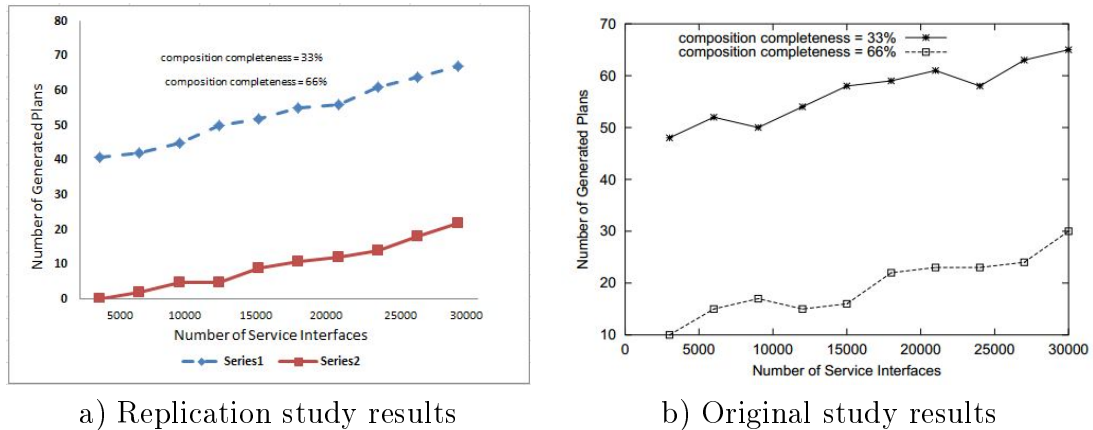 80
70
60
50
40
30
20
10
0
Number of Generated Plans
composition completeness = 33%
composition completeness = 66%
5000 10000 15000 20000 25000 30000
Number of Service Interfaces
Series1 Series2
a) Replication study results
70
60
50
40
30
20
10
Number of Generated Plans
composition completeness = 33%
composition completeness = 66%
0 5000 10000 15000 20000 25000 30000
Number of Service Interfaces
b) Original study results